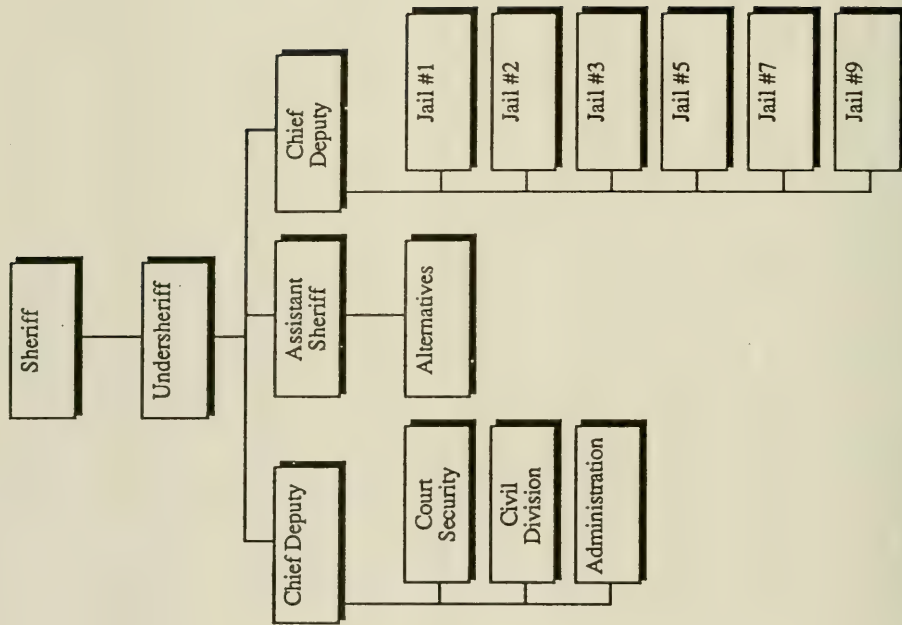 Sheriff
Undersheriff
Chief Deputy
Court
Security
Civil
Division
Administration
Assistant
Sheriff
Alternatives
Chief
Deputy
Jail #1
Jail #2
Jail #3
Jail #5
Jail #7
Jail #9